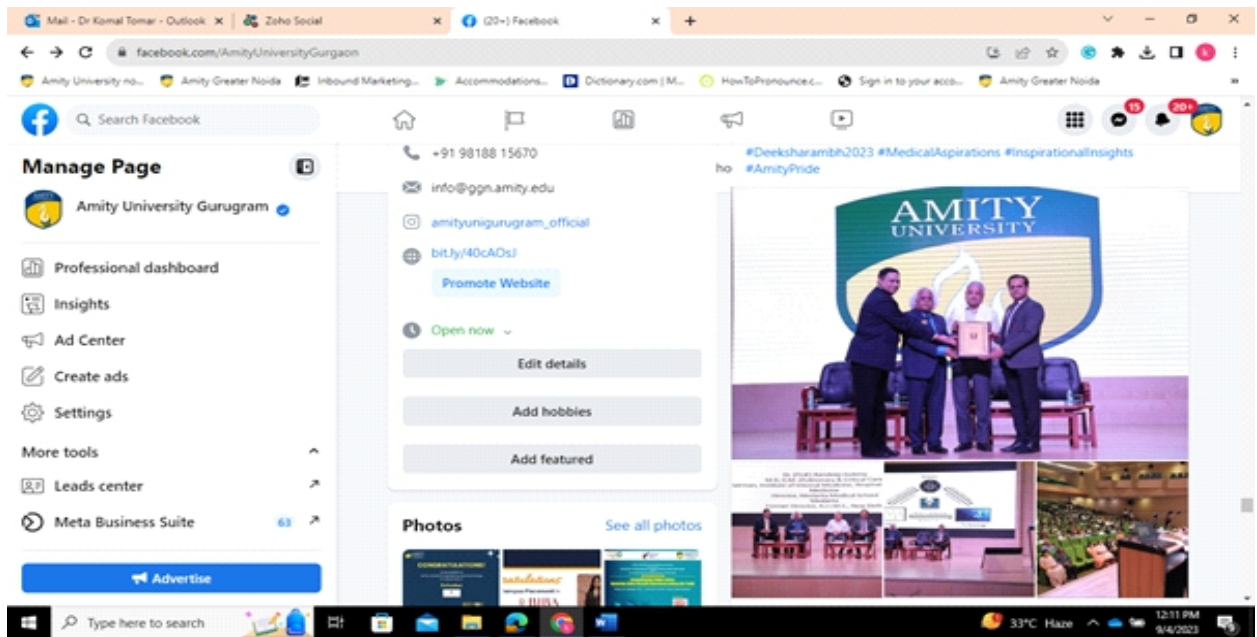 Mail - Dr Komal Tomar - Outlook
Zoho Social
(20+) Facebook
facebook.com/AmityUniversityGurgaon
Amity University no...
Amity Greater Noida
Inbound Marketing...
Accommodations...
Dictionary.com | M...
HowToPronounce.c...
Sign in to your acco...
Amity Greater Noida
Search Facebook
15
20+
Manage Page
Amity University Gurugram
Professional dashboard
Insights
Ad Center
Create ads
Settings
More tools
Leads center
Meta Business Suite
63
Advertise
+91 98188 15670
info@ggn.amity.edu
amityunigurugram_official
bit.ly/40cAOsJ
Promote Website
Open now
Edit details
Add hobbies
Add featured
Photos
See all photos
CONGRATULATIONS!
#Deeksharambh2023 #MedicalAspirations #InspirationalInsights
ho #AmityPride
AMITY
UNIVERSITY
Type here to search
33°C Haze
12:11 PM
9/4/2023